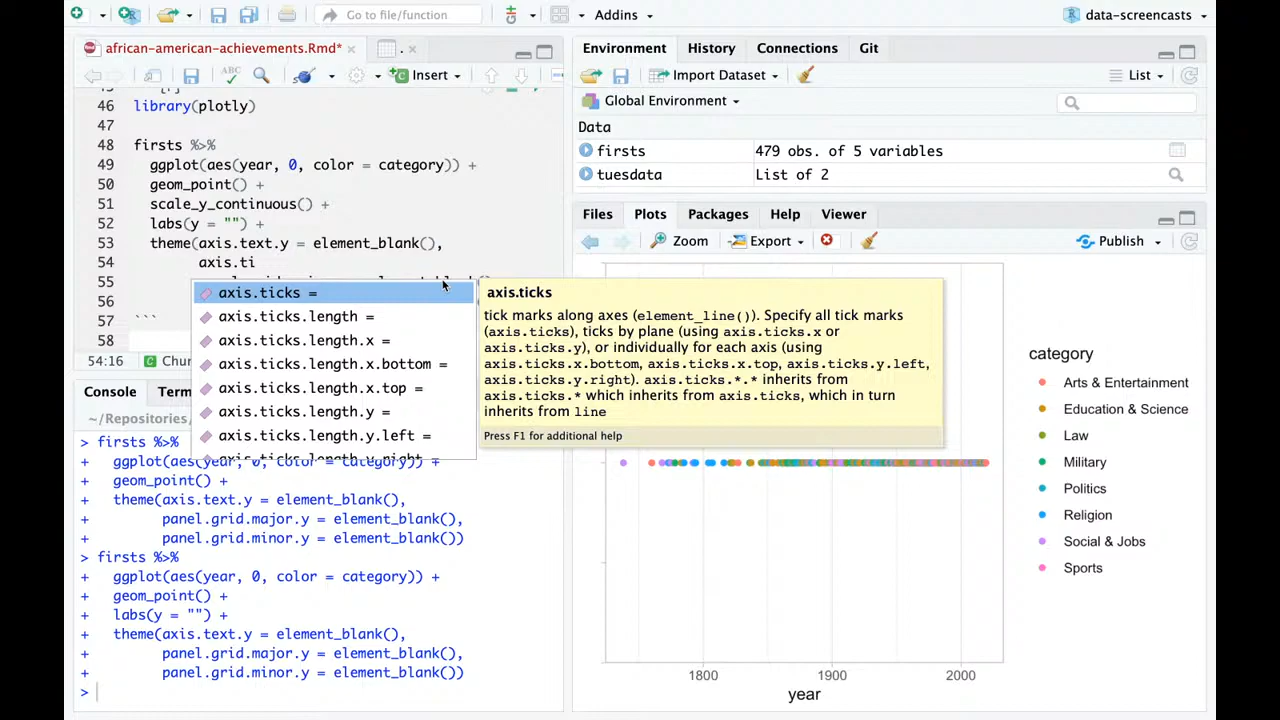 Go to file/function
Addins
data-screencasts
african-american-achievements.Rmd*
.
ABC
Insert
46 library(plotly)
47
48 firsts %>%
49 ggplot(aes(year, 0, color = category)) +
50 geom_point() +
51 scale_y_continuous() +
52 labs(y = "") +
53 theme(axis.text.y = element_blank(),
54 axis.ti
55
56
57 ```
58
54:16
axis.ticks =
axis.ticks.length =
axis.ticks.length.x =
axis.ticks.length.x.bottom =
axis.ticks.length.x.top =
axis.ticks.length.y =
axis.ticks.length.y.left =
axis.ticks
tick marks along axes (element_line()). Specify all tick marks
(axis.ticks), ticks by plane (using axis.ticks.x or
axis.ticks.y), or individually for each axis (using
axis.ticks.x.bottom, axis.ticks.x.top, axis.ticks.y.left,
axis.ticks.y.right). axis.ticks.*.* inherits from
axis.ticks.* which inherits from axis.ticks, which in turn
inherits from line
Press F1 for additional help
Console
~/Repositories/
> firsts %>%
+ ggplot(aes(year, 0, color = category)) +
+ geom_point() +
+ theme(axis.text.y = element_blank(),
+ panel.grid.major.y = element_blank(),
+ panel.grid.minor.y = element_blank())
> firsts %>%
+ ggplot(aes(year, 0, color = category)) +
+ geom_point() +
+ labs(y = "") +
+ theme(axis.text.y = element_blank(),
+ panel.grid.major.y = element_blank(),
+ panel.grid.minor.y = element_blank())
>
Environment History Connections Git
Import Dataset
List
Global Environment
Data
firsts 479 obs. of 5 variables
tuesdata List of 2
Files Plots Packages Help Viewer
Zoom Export Publish
category
Arts & Entertainment
Education & Science
Law
Military
Politics
Religion
Social & Jobs
Sports
1800 1900 2000
year